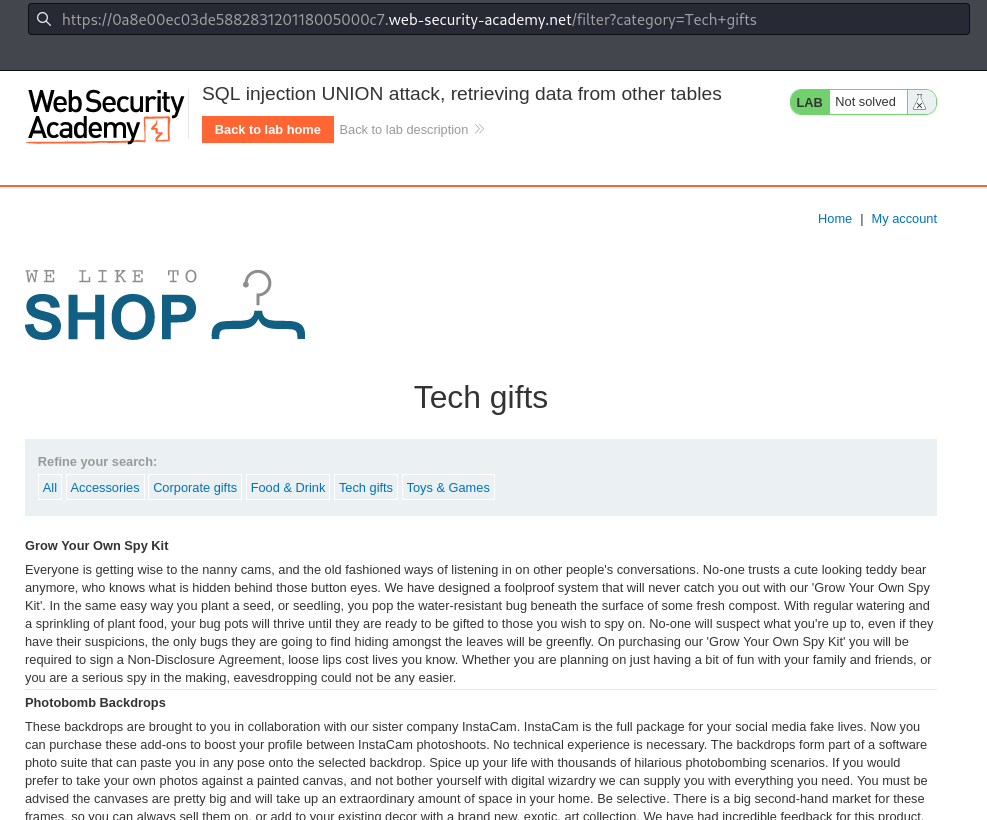 https://0a8e00ec03de588283120118005000c7.web-security-academy.net/filter?category=Tech+gifts
Web Security
Academy
SQL injection UNION attack, retrieving data from other tables
Back to lab home
Back to lab description
LAB
Not solved
Home | My account
WE LIKE TO
SHOP
Tech gifts
Refine your search:
All Accessories Corporate gifts Food & Drink Tech gifts Toys & Games
Grow Your Own Spy Kit
Everyone is getting wise to the nanny cams, and the old fashioned ways of listening in on other people's conversations. No-one trusts a cute looking teddy bear
anymore, who knows what is hidden behind those button eyes. We have designed a foolproof system that will never catch you out with our 'Grow Your Own Spy
Kit'. In the same easy way you plant a seed, or seedling, you pop the water-resistant bug beneath the surface of some fresh compost. With regular watering and
a sprinkling of plant food, your bug pots will thrive until they are ready to be gifted to those you wish to spy on. No-one will suspect what you're up to, even if they
have their suspicions, the only bugs they are going to find hiding amongst the leaves will be greenfly. On purchasing our 'Grow Your Own Spy Kit' you will be
required to sign a Non-Disclosure Agreement, loose lips cost lives you know. Whether you are planning on just having a bit of fun with your family and friends, or
you are a serious spy in the making, eavesdropping could not be any easier.
Photobomb Backdrops
These backdrops are brought to you in collaboration with our sister company InstaCam. InstaCam is the full package for your social media fake lives. Now you
can purchase these add-ons to boost your profile between InstaCam photoshoots. No technical experience is necessary. The backdrops form part of a software
photo suite that can paste you in any pose onto the selected backdrop. Spice up your life with thousands of hilarious photobombing scenarios. If you would
prefer to take your own photos against a painted canvas, and not bother yourself with digital wizardry we can supply you with everything you need. You must be
advised the canvases are pretty big and will take up an extraordinary amount of space in your home. Be selective. There is a big second-hand market for these
frames, so you can always sell them on, or add to your existing decor with a brand new, exotic, art collection. We have had incredible feedback for this product.